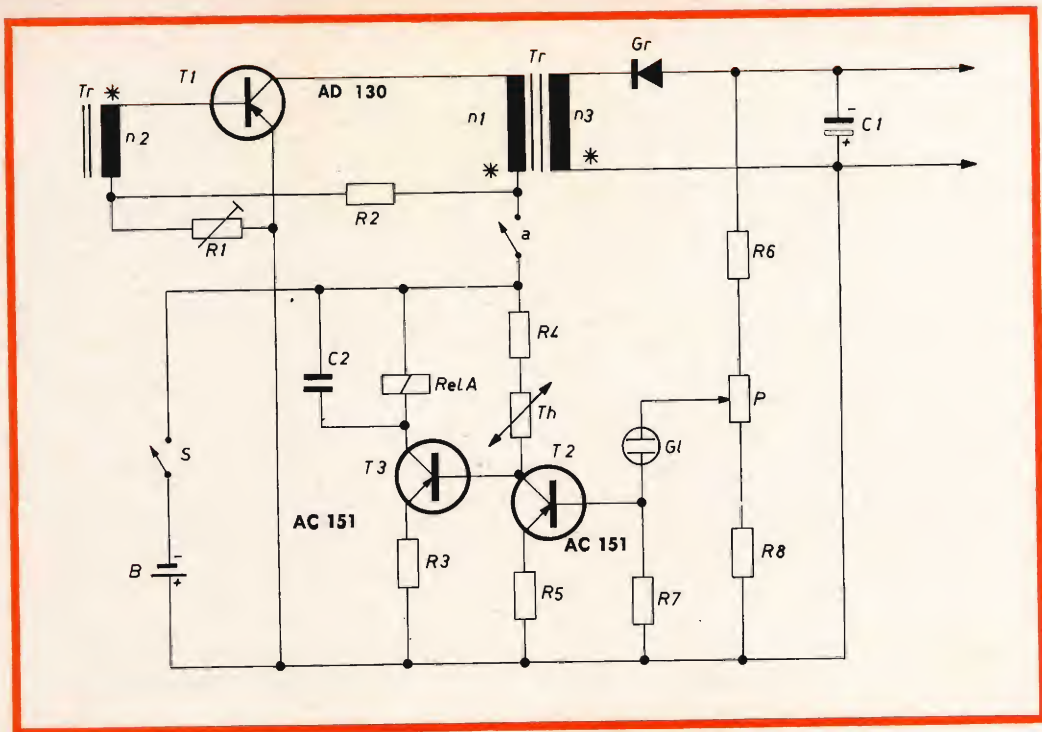 Tr *
T1
AD 130
Tr
Gr
n2
n1
n3
*
*
- C1 +
R2
R1
a
R6
R4
C2
Rel A
Th
P
Gl
S
T3
T2
AC 151
AC 151
B - +
R3
R5
R7
R8